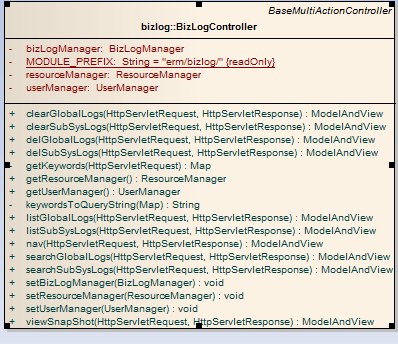 BaseMultiActionController
bizlog::BizLogController
- bizLogManager: BizLogManager
- MODULE_PREFIX: String = "erm/bizlog/" {readOnly}
- resourceManager: ResourceManager
- userManager: UserManager
+ clearGlobalLogs(HttpServletRequest, HttpServletResponse) : ModelAndView
+ clearSubSysLogs(HttpServletRequest, HttpServletResponse) : ModelAndView
+ delGlobalLogs(HttpServletRequest, HttpServletResponse) : ModelAndView
+ delSubSysLogs(HttpServletRequest, HttpServletResponse) : ModelAndView
- getKeywords(HttpServletRequest) : Map
+ getResourceManager() : ResourceManager
+ getUserManager() : UserManager
- keywordsToQueryString(Map) : String
+ listGlobalLogs(HttpServletRequest, HttpServletResponse) : ModelAndView
+ listSubSysLogs(HttpServletRequest, HttpServletResponse) : ModelAndView
+ nav(HttpServletRequest, HttpServletResponse) : ModelAndView
+ searchGlobalLogs(HttpServletRequest, HttpServletResponse) : ModelAndView
+ searchSubSysLogs(HttpServletRequest, HttpServletResponse) : ModelAndView
+ setBizLogManager(BizLogManager) : void
+ setResourceManager(ResourceManager) : void
+ setUserManager(UserManager) : void
+ viewSnapShot(HttpServletRequest, HttpServletResponse) : ModelAndView